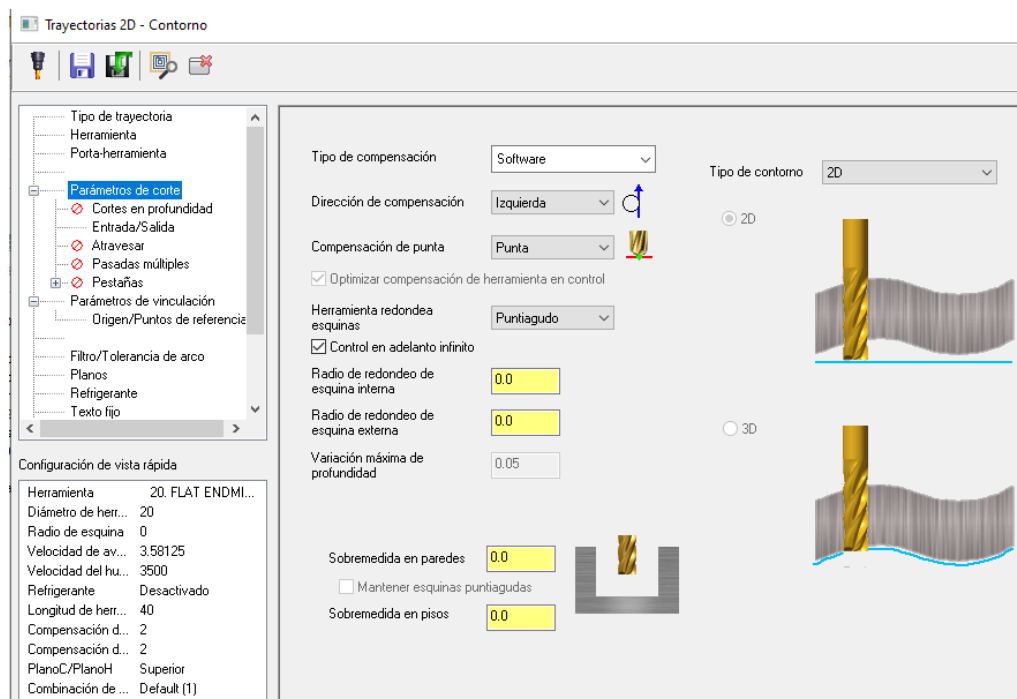 Trayectorias 2D - Contorno
Tipo de trayectoria
Herramienta
Porta-herramienta
Parámetros de corte
Cortes en profundidad
Entrada/Salida
Atravesar
Pasadas múltiples
Pestañas
Parámetros de vinculación
Origen/Puntos de referencia
Filtro/Tolerancia de arco
Planos
Refrigerante
Texto fijo
Configuración de vista rápida
Herramienta 20. FLAT ENDMI...
Diámetro de herr... 20
Radio de esquina 0
Velocidad de av... 3.58125
Velocidad del hu... 3500
Refrigerante Desactivado
Longitud de herr... 40
Compensación d... 2
Compensación d... 2
PlanoC/PlanoH Superior
Combinación de ... Default (1)
Tipo de compensación Software
Dirección de compensación Izquierda
Compensación de punta Punta
Optimizar compensación de herramienta en control
Herramienta redondea
esquinas Puntiagudo
Control en adelanto infinito
Radio de redondeo de
esquina interna 0.0
Radio de redondeo de
esquina externa 0.0
Variación máxima de
profundidad 0.05
Sobremedida en paredes 0.0
Mantener esquinas puntiagudas
Sobremedida en pisos 0.0
Tipo de contorno 2D
2D
3D